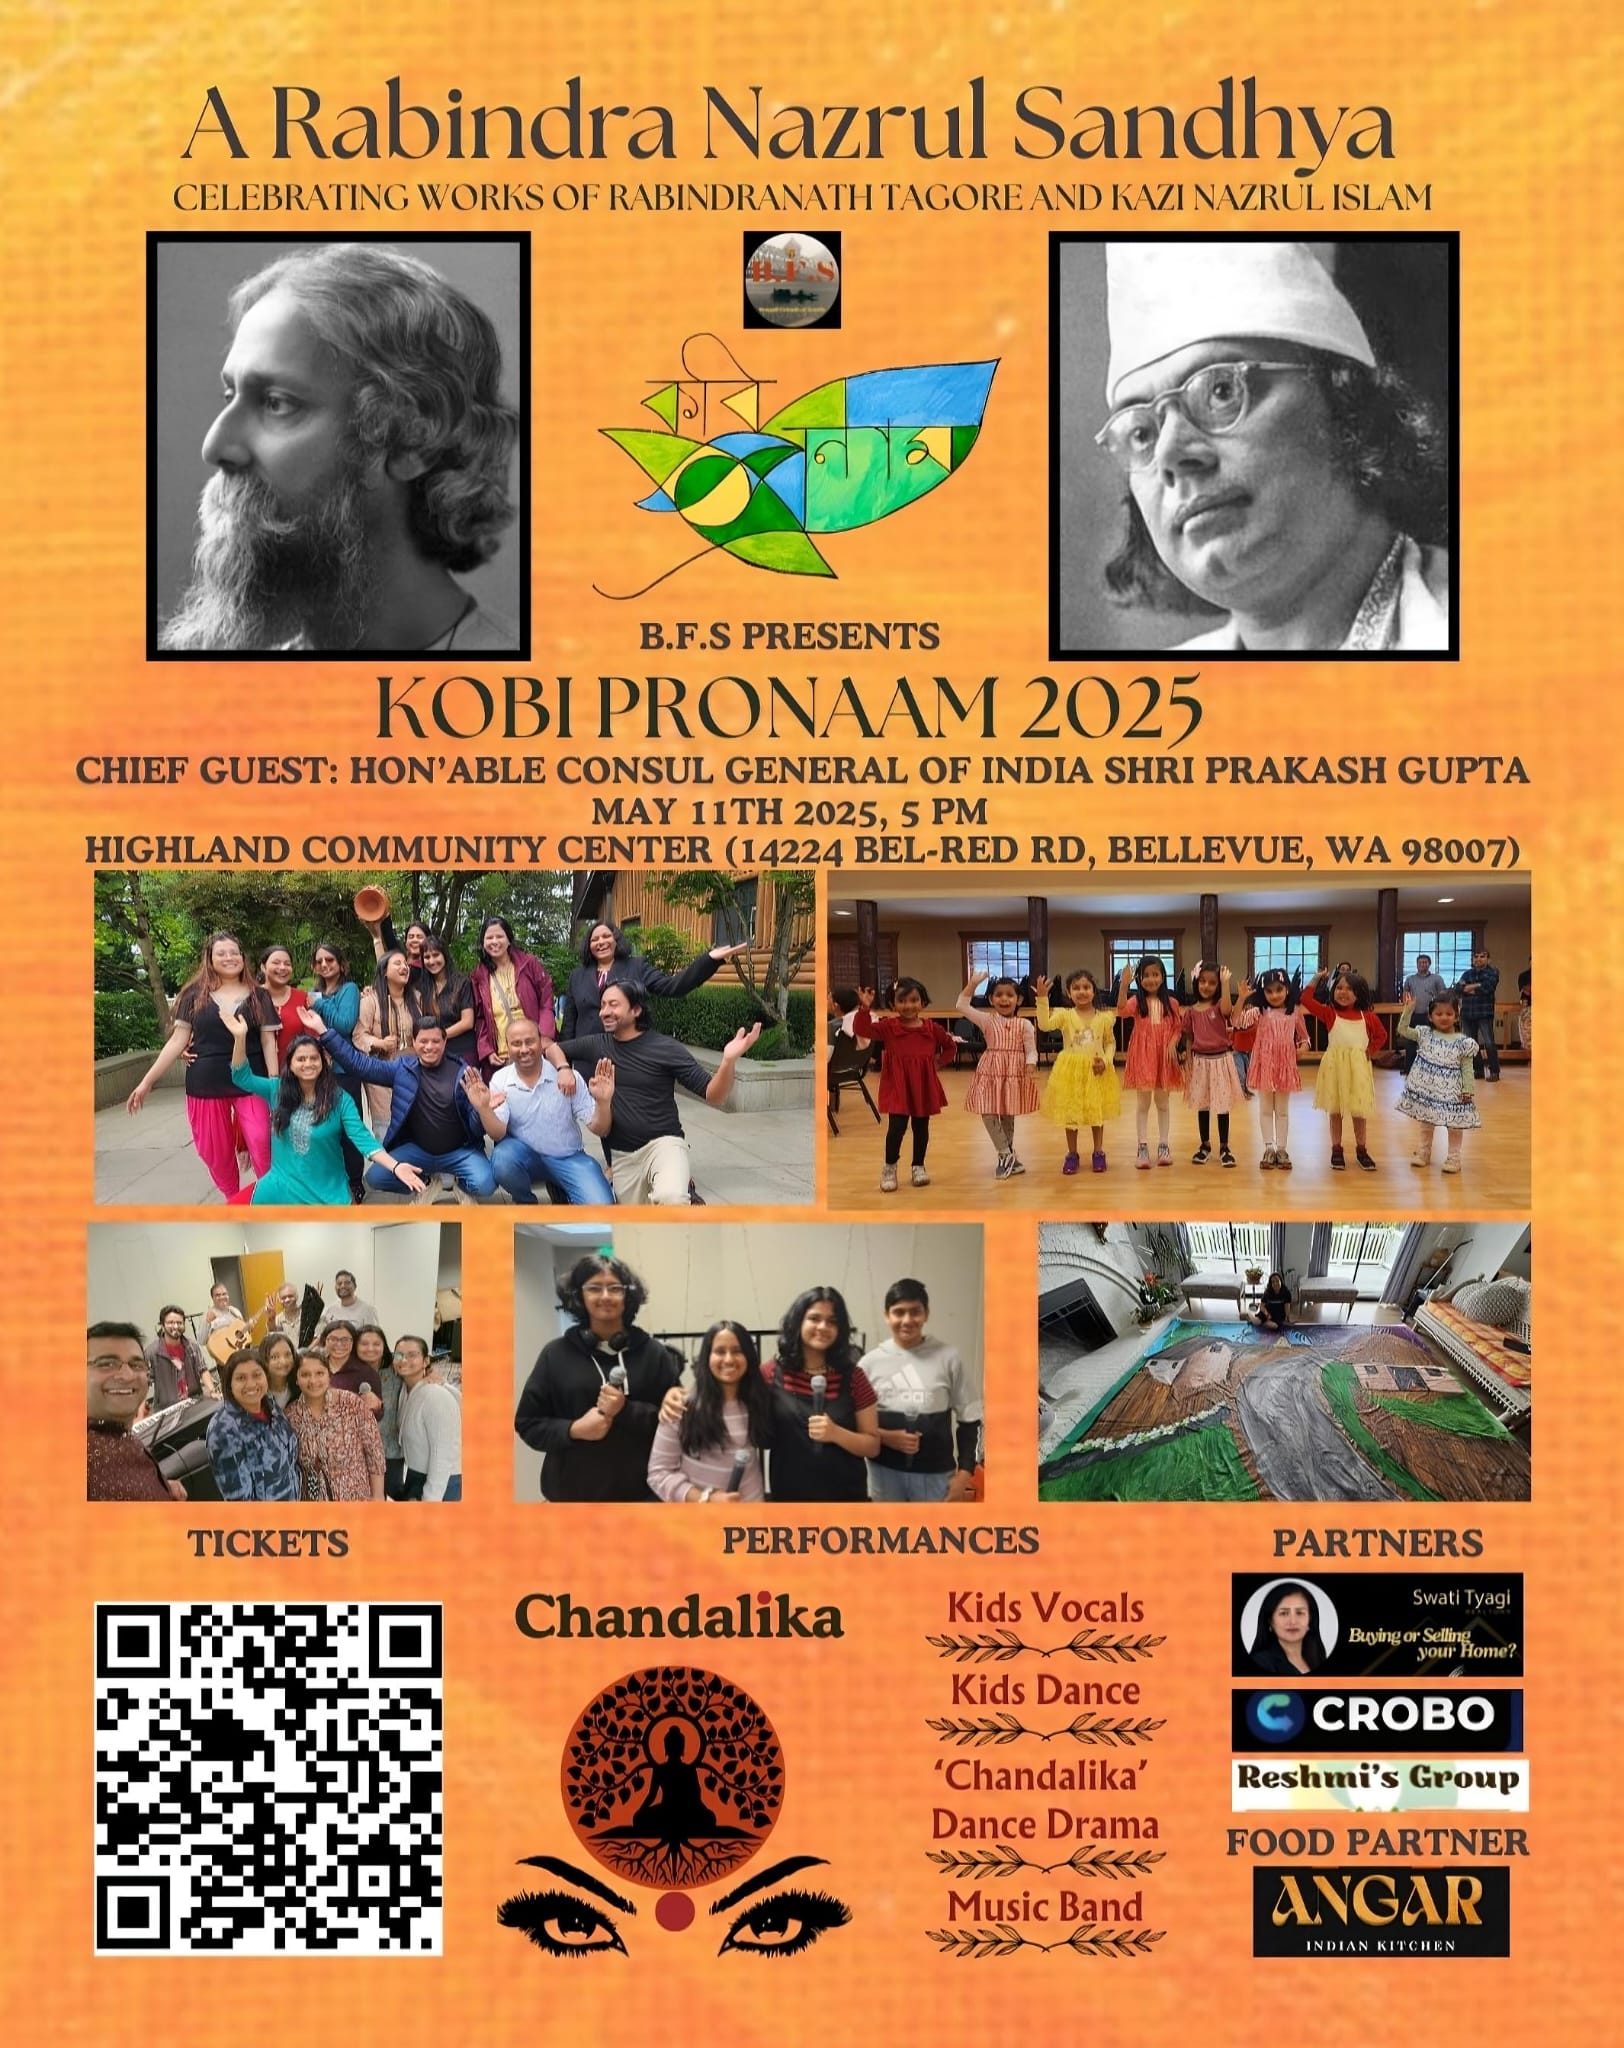 A Rabindra Nazrul Sandhya
CELEBRATING WORKS OF RABINDRANATH TAGORE AND KAZI NAZRUL ISLAM
B.F.S
B.F.S PRESENTS
KOBI PRONAAM 2025
CHIEF GUEST: HON'ABLE CONSUL GENERAL OF INDIA SHRI PRAKASH GUPTA
MAY 11TH 2025, 5 PM
HIGHLAND COMMUNITY CENTER (14224 BEL-RED RD, BELLEVUE, WA 98007)
adidas
TICKETS
PERFORMANCES
Chandalika
Kids Vocals
Kids Dance
‘Chandalika’
Dance Drama
Music Band
PARTNERS
Swati Tyagi
Buying or Selling
your Home?
CROBO
Reshmi's Group
FOOD PARTNER
ANGAR
INDIAN KITCHEN